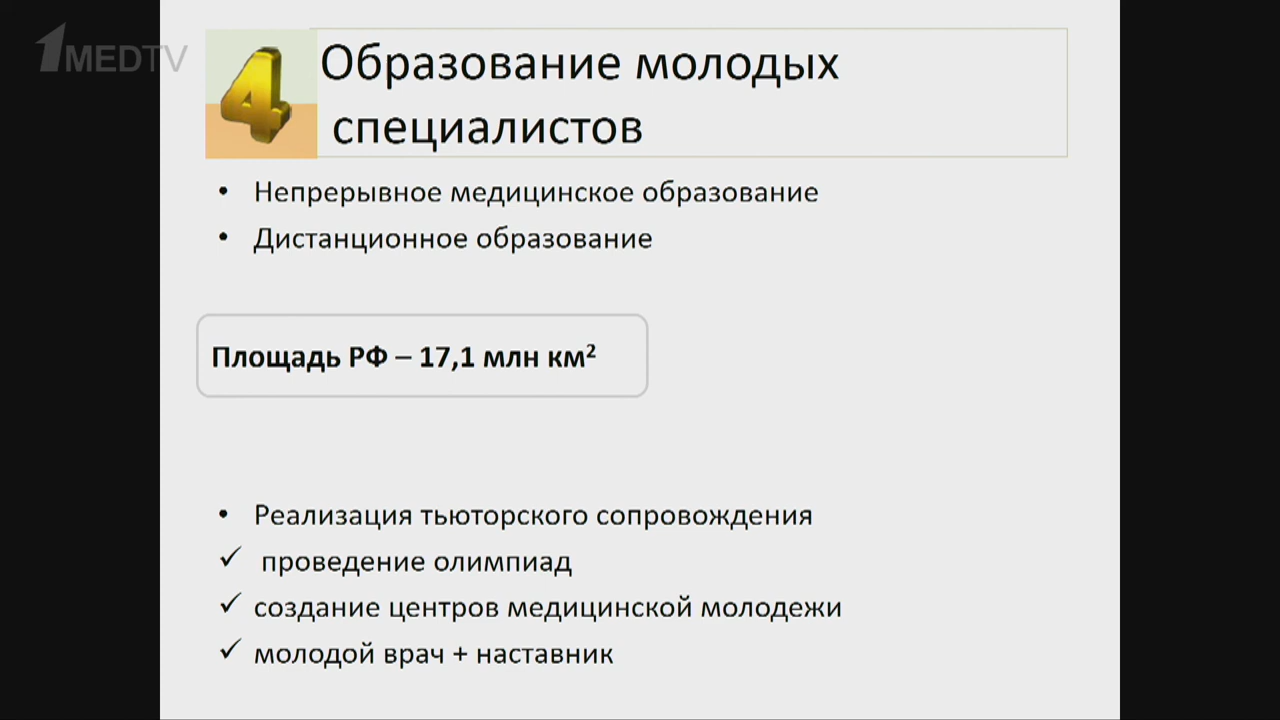 1MEDTV
4
Образование молодых
специалистов
• Непрерывное медицинское образование
• Дистанционное образование
Площадь РФ – 17,1 млн км²
• Реализация тьюторского сопровождения
✓ проведение олимпиад
✓ создание центров медицинской молодежи
✓ молодой врач + наставник